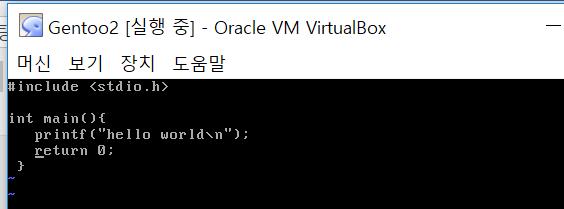 Gentoo2 [실행 중] - Oracle VM VirtualBox
머신 보기 장치 도움말
#include <stdio.h>
int main(){
printf("hello world\n");
return 0;
}
~
~